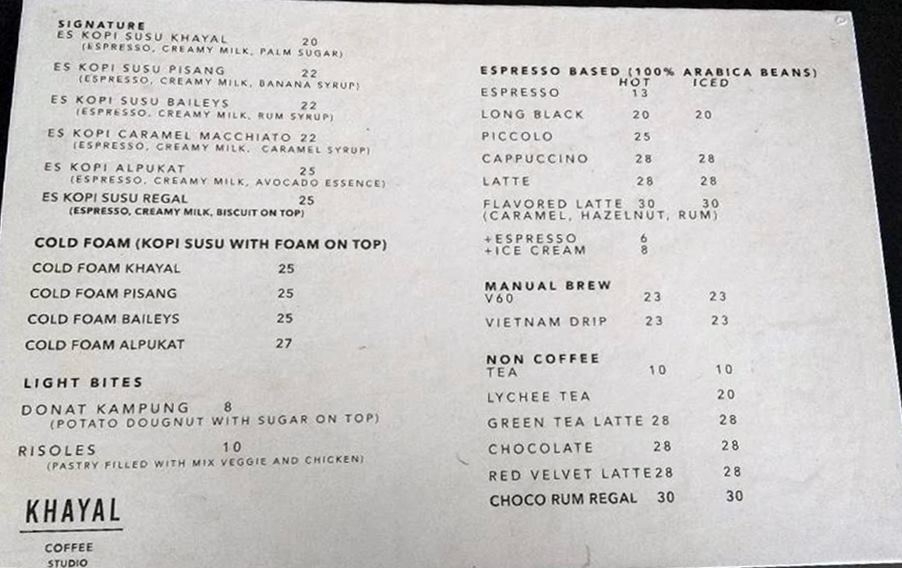 SIGNATURE
ES KOPI SUSU KHAYAL 20
(ESPRESSO, CREAMY MILK, PALM SUGAR)
ES KOPI SUSU PISANG 22
(ESPRESSO, CREAMY MILK, BANANA SYRUP)
ES KOPI SUSU BAILEYS 22
(ESPRESSO, CREAMY MILK, RUM SYRUP)
ES KOPI CARAMEL MACCHIATO 22
(ESPRESSO, CREAMY MILK, CARAMEL SYRUP)
ES KOPI ALPUKAT 25
(ESPRESSO, CREAMY MILK, AVOCADO ESSENCE)
ES KOPI SUSU REGAL 25
(ESPRESSO, CREAMY MILK, BISCUIT ON TOP)
COLD FOAM (KOPI SUSU WITH FOAM ON TOP)
COLD FOAM KHAYAL 25
COLD FOAM PISANG 25
COLD FOAM BAILEYS 25
COLD FOAM ALPUKAT 27
LIGHT BITES
DONAT KAMPUNG 8
(POTATO DOUGNUT WITH SUGAR ON TOP)
RISOLES 10
(PASTRY FILLED WITH MIX VEGGIE AND CHICKEN)
KHAYAL
COFFEE
STUDIO
ESPRESSO BASED (100% ARABICA BEANS)
HOT ICED
ESPRESSO 13
LONG BLACK 20 20
PICCOLO 25
CAPPUCCINO 28 28
LATTE 28 28
FLAVORED LATTE 30 30
(CARAMEL, HAZELNUT, RUM)
+ESPRESSO 6
+ICE CREAM 8
MANUAL BREW
V60 23 23
VIETNAM DRIP 23 23
NON COFFEE
TEA 10 10
LYCHEE TEA 20
GREEN TEA LATTE 28 28
CHOCOLATE 28 28
RED VELVET LATTE 28 28
CHOCO RUM REGAL 30 30